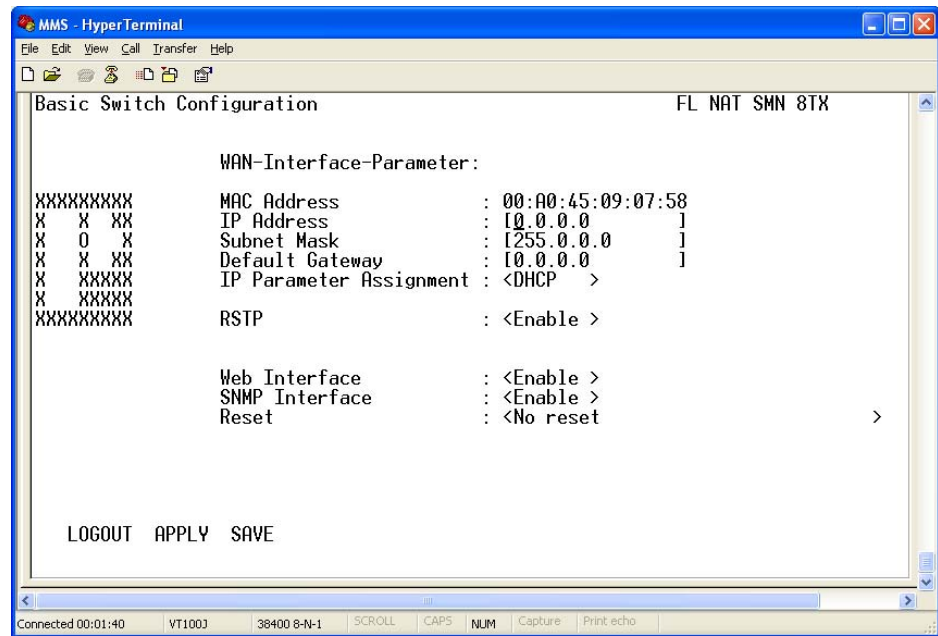 MMS - HyperTerminal
File Edit View Call Transfer Help
Basic Switch Configuration FL NAT SMN 8TX
WAN-Interface-Parameter:
XXXXXXXXX MAC Address : 00:A0:45:09:07:58
X X XX IP Address : [0.0.0.0 ]
X O X Subnet Mask : [255.0.0.0 ]
X X XX Default Gateway : [0.0.0.0 ]
X XXXXX IP Parameter Assignment : <DHCP >
X XXXXX
XXXXXXXXX RSTP : <Enable >
Web Interface : <Enable >
SNMP Interface : <Enable >
Reset : <No reset >
LOGOUT APPLY SAVE
Connected 00:01:40 VT100J 38400 8-N-1 SCROLL CAPS NUM Capture Print echo